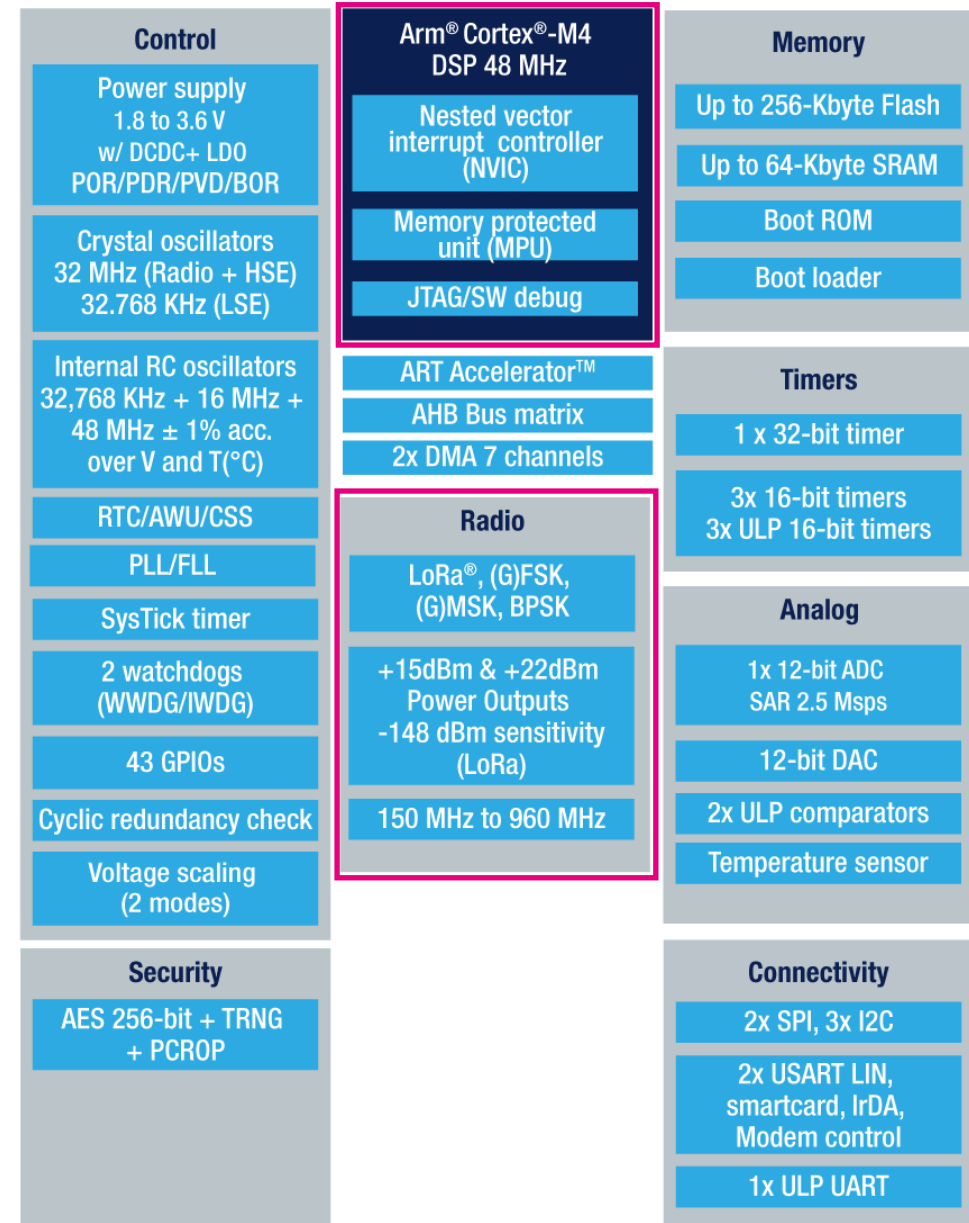 Control
Power supply
1.8 to 3.6 V
w/ DCDC+ LDO
POR/PDR/PVD/BOR
Crystal oscillators
32 MHz (Radio + HSE)
32.768 KHz (LSE)
Internal RC oscillators
32,768 KHz + 16 MHz +
48 MHz ± 1% acc.
over V and T(°C)
RTC/AWU/CSS
PLL/FLL
SysTick timer
2 watchdogs
(WWDG/IWDG)
43 GPIOs
Cyclic redundancy check
Voltage scaling
(2 modes)
Security
AES 256-bit + TRNG
+ PCROP
Arm® Cortex®-M4
DSP 48 MHz
Nested vector
interrupt controller
(NVIC)
Memory protected
unit (MPU)
JTAG/SW debug
ART Accelerator™
AHB Bus matrix
2x DMA 7 channels
Radio
LoRa®, (G)FSK,
(G)MSK, BPSK
+15dBm & +22dBm
Power Outputs
-148 dBm sensitivity
(LoRa)
150 MHz to 960 MHz
Memory
Up to 256-Kbyte Flash
Up to 64-Kbyte SRAM
Boot ROM
Boot loader
Timers
1 x 32-bit timer
3x 16-bit timers
3x ULP 16-bit timers
Analog
1x 12-bit ADC
SAR 2.5 Msps
12-bit DAC
2x ULP comparators
Temperature sensor
Connectivity
2x SPI, 3x I2C
2x USART LIN,
smartcard, IrDA,
Modem control
1x ULP UART